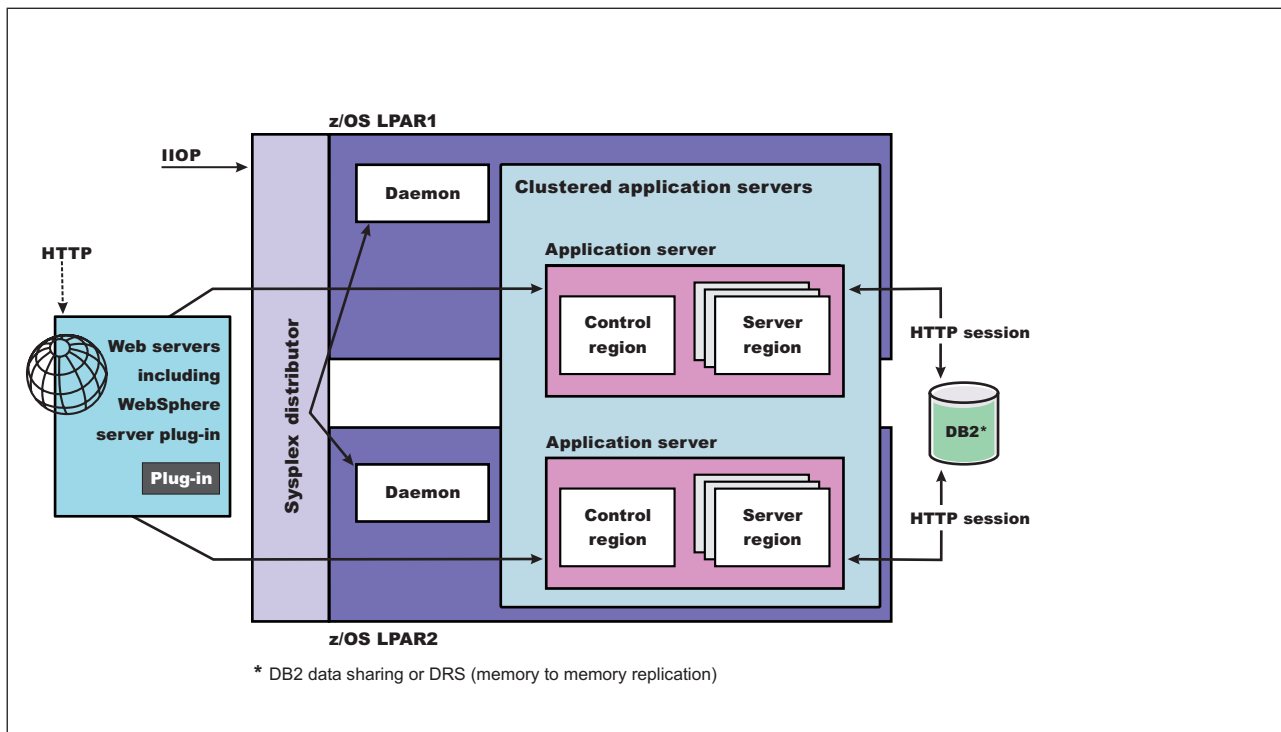 z/OS LPAR1
IIOP
Daemon
Clustered application servers
HTTP
Application server
Control
region
Server
region
HTTP session
Web servers
including
WebSphere
server plug-in
Plug-in
Sysplex distributor
DB2*
Application server
Daemon
Control
region
Server
region
HTTP session
z/OS LPAR2
* DB2 data sharing or DRS (memory to memory replication)